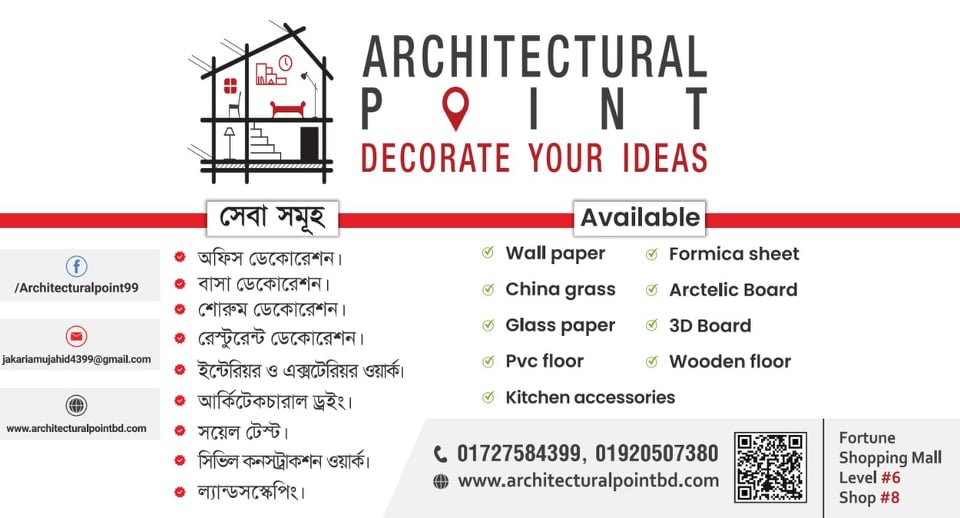 ARCHITECTURAL
P INT
DECORATE YOUR IDEAS
সেবা সমূহ
অফিস ডেকোরেশন।
বাসা ডেকোরেশন।
শোরুম ডেকোরেশন।
রেস্টুরেন্ট ডেকোরেশন।
ইন্টেরিয়র ও এক্সটেরিয়র ওয়ার্ক।
আর্কিটেকচারাল ড্রইং।
সয়েল টেস্ট।
সিভিল কনসট্রাকশন ওয়ার্ক।
ল্যান্ডসস্কেপিং।
Available
Wall paper
China grass
Glass paper
Pvc floor
Kitchen accessories
Formica sheet
Arctelic Board
3D Board
Wooden floor
/Architecturalpoint99
jakariamujahid4399@gmail.com
www.architecturalpointbd.com
01727584399, 01920507380
www.architecturalpointbd.com
Fortune
Shopping Mall
Level #6
Shop #8